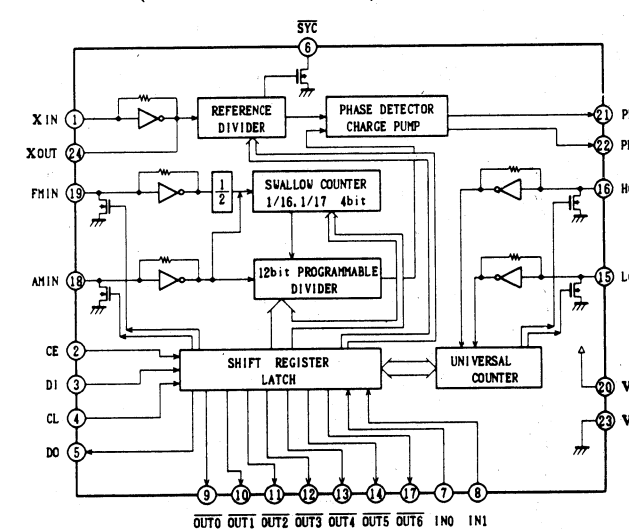 SYC
6
XIN 1
REFERENCE DIVIDER
PHASE DETECTOR CHARGE PUMP
21 P
XOUT 24
22 P
FMIN 19
1/2
SWALLOW COUNTER
1/16, 1/17 4bit
16 H
AMIN 18
12bit PROGRAMMABLE DIVIDER
15 L
CE 2
SHIFT REGISTER LATCH
UNIVERSAL COUNTER
DI 3
20 V
CL 4
23 V
DO 5
9 10 11 12 13 14 17 7 8
OUT0 OUT1 OUT2 OUT3 OUT4 OUT5 OUT6 IN0 IN1